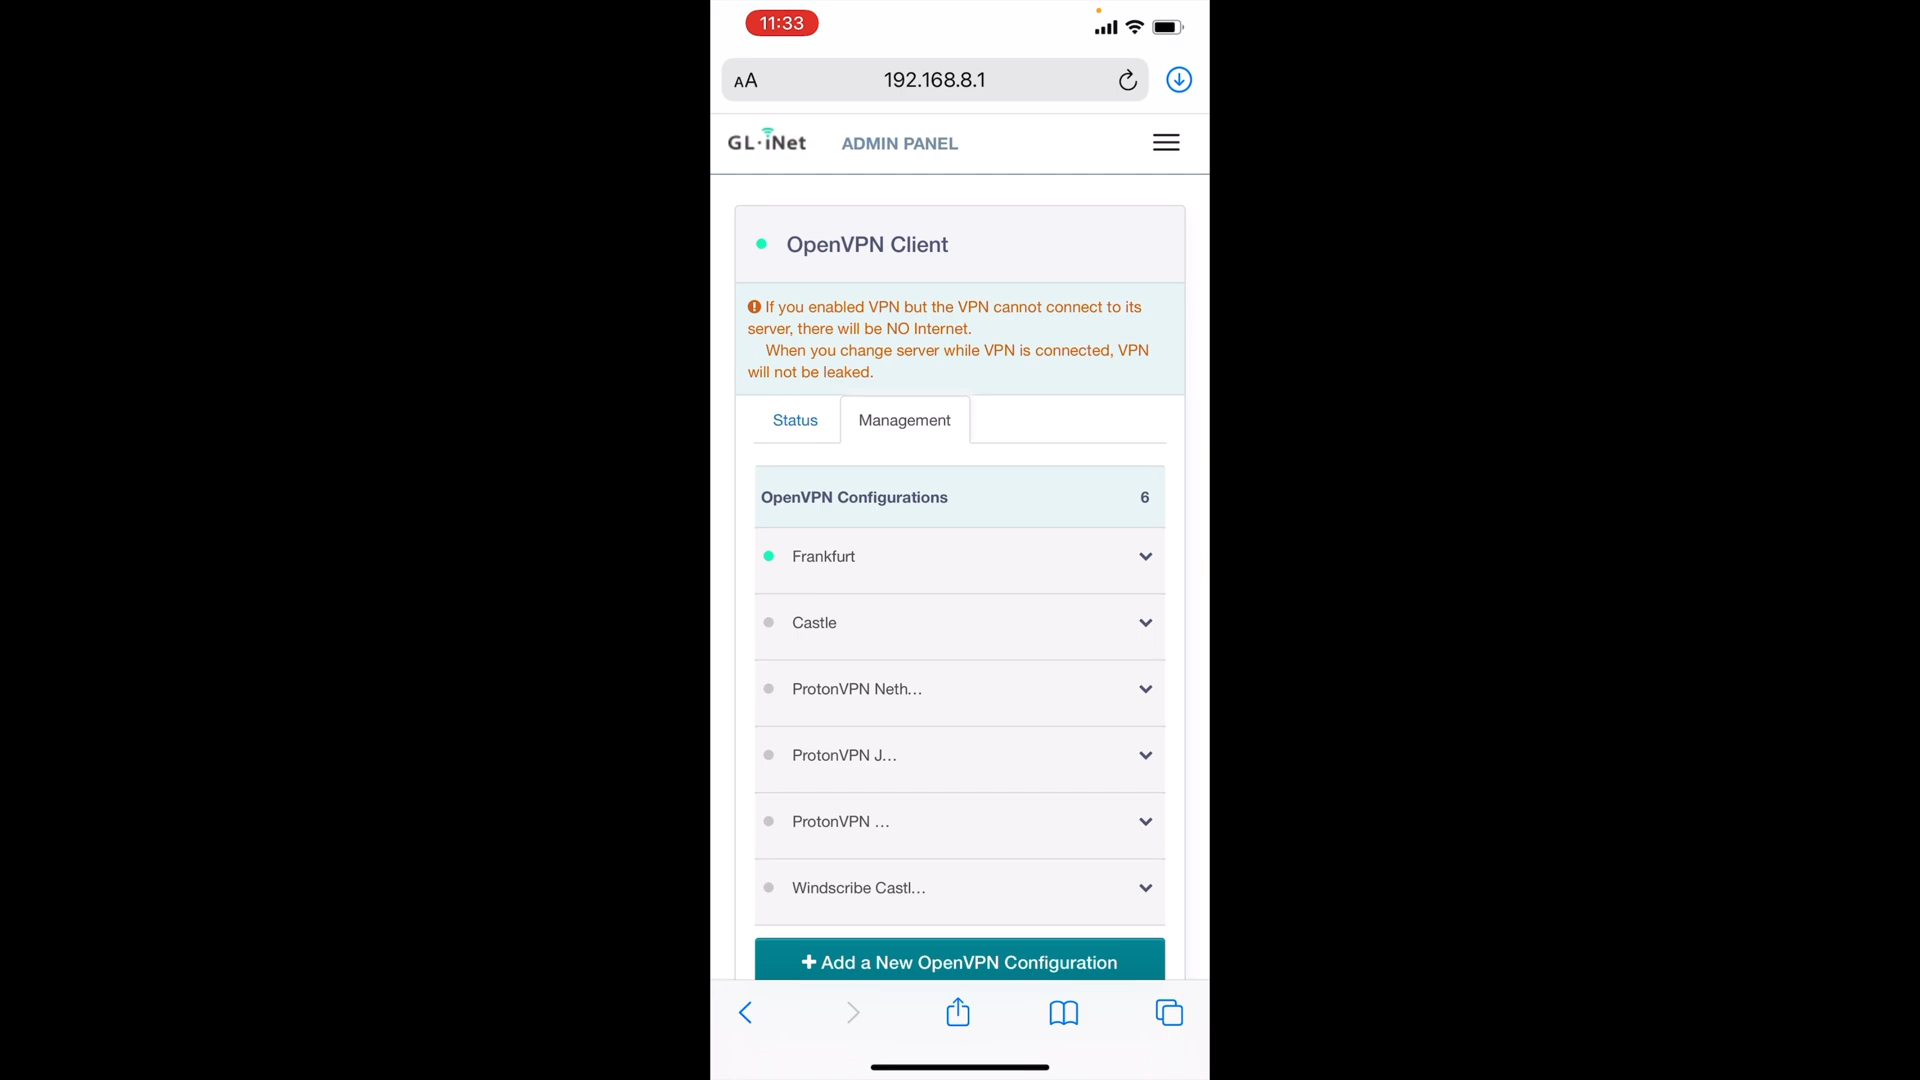 11:33
AA 192.168.8.1
GL·iNet ADMIN PANEL
OpenVPN Client
If you enabled VPN but the VPN cannot connect to its
server, there will be NO Internet.
When you change server while VPN is connected, VPN
will not be leaked.
Status Management
OpenVPN Configurations 6
Frankfurt
Castle
ProtonVPN Neth...
ProtonVPN J...
ProtonVPN ...
Windscribe Castl...
Add a New OpenVPN Configuration